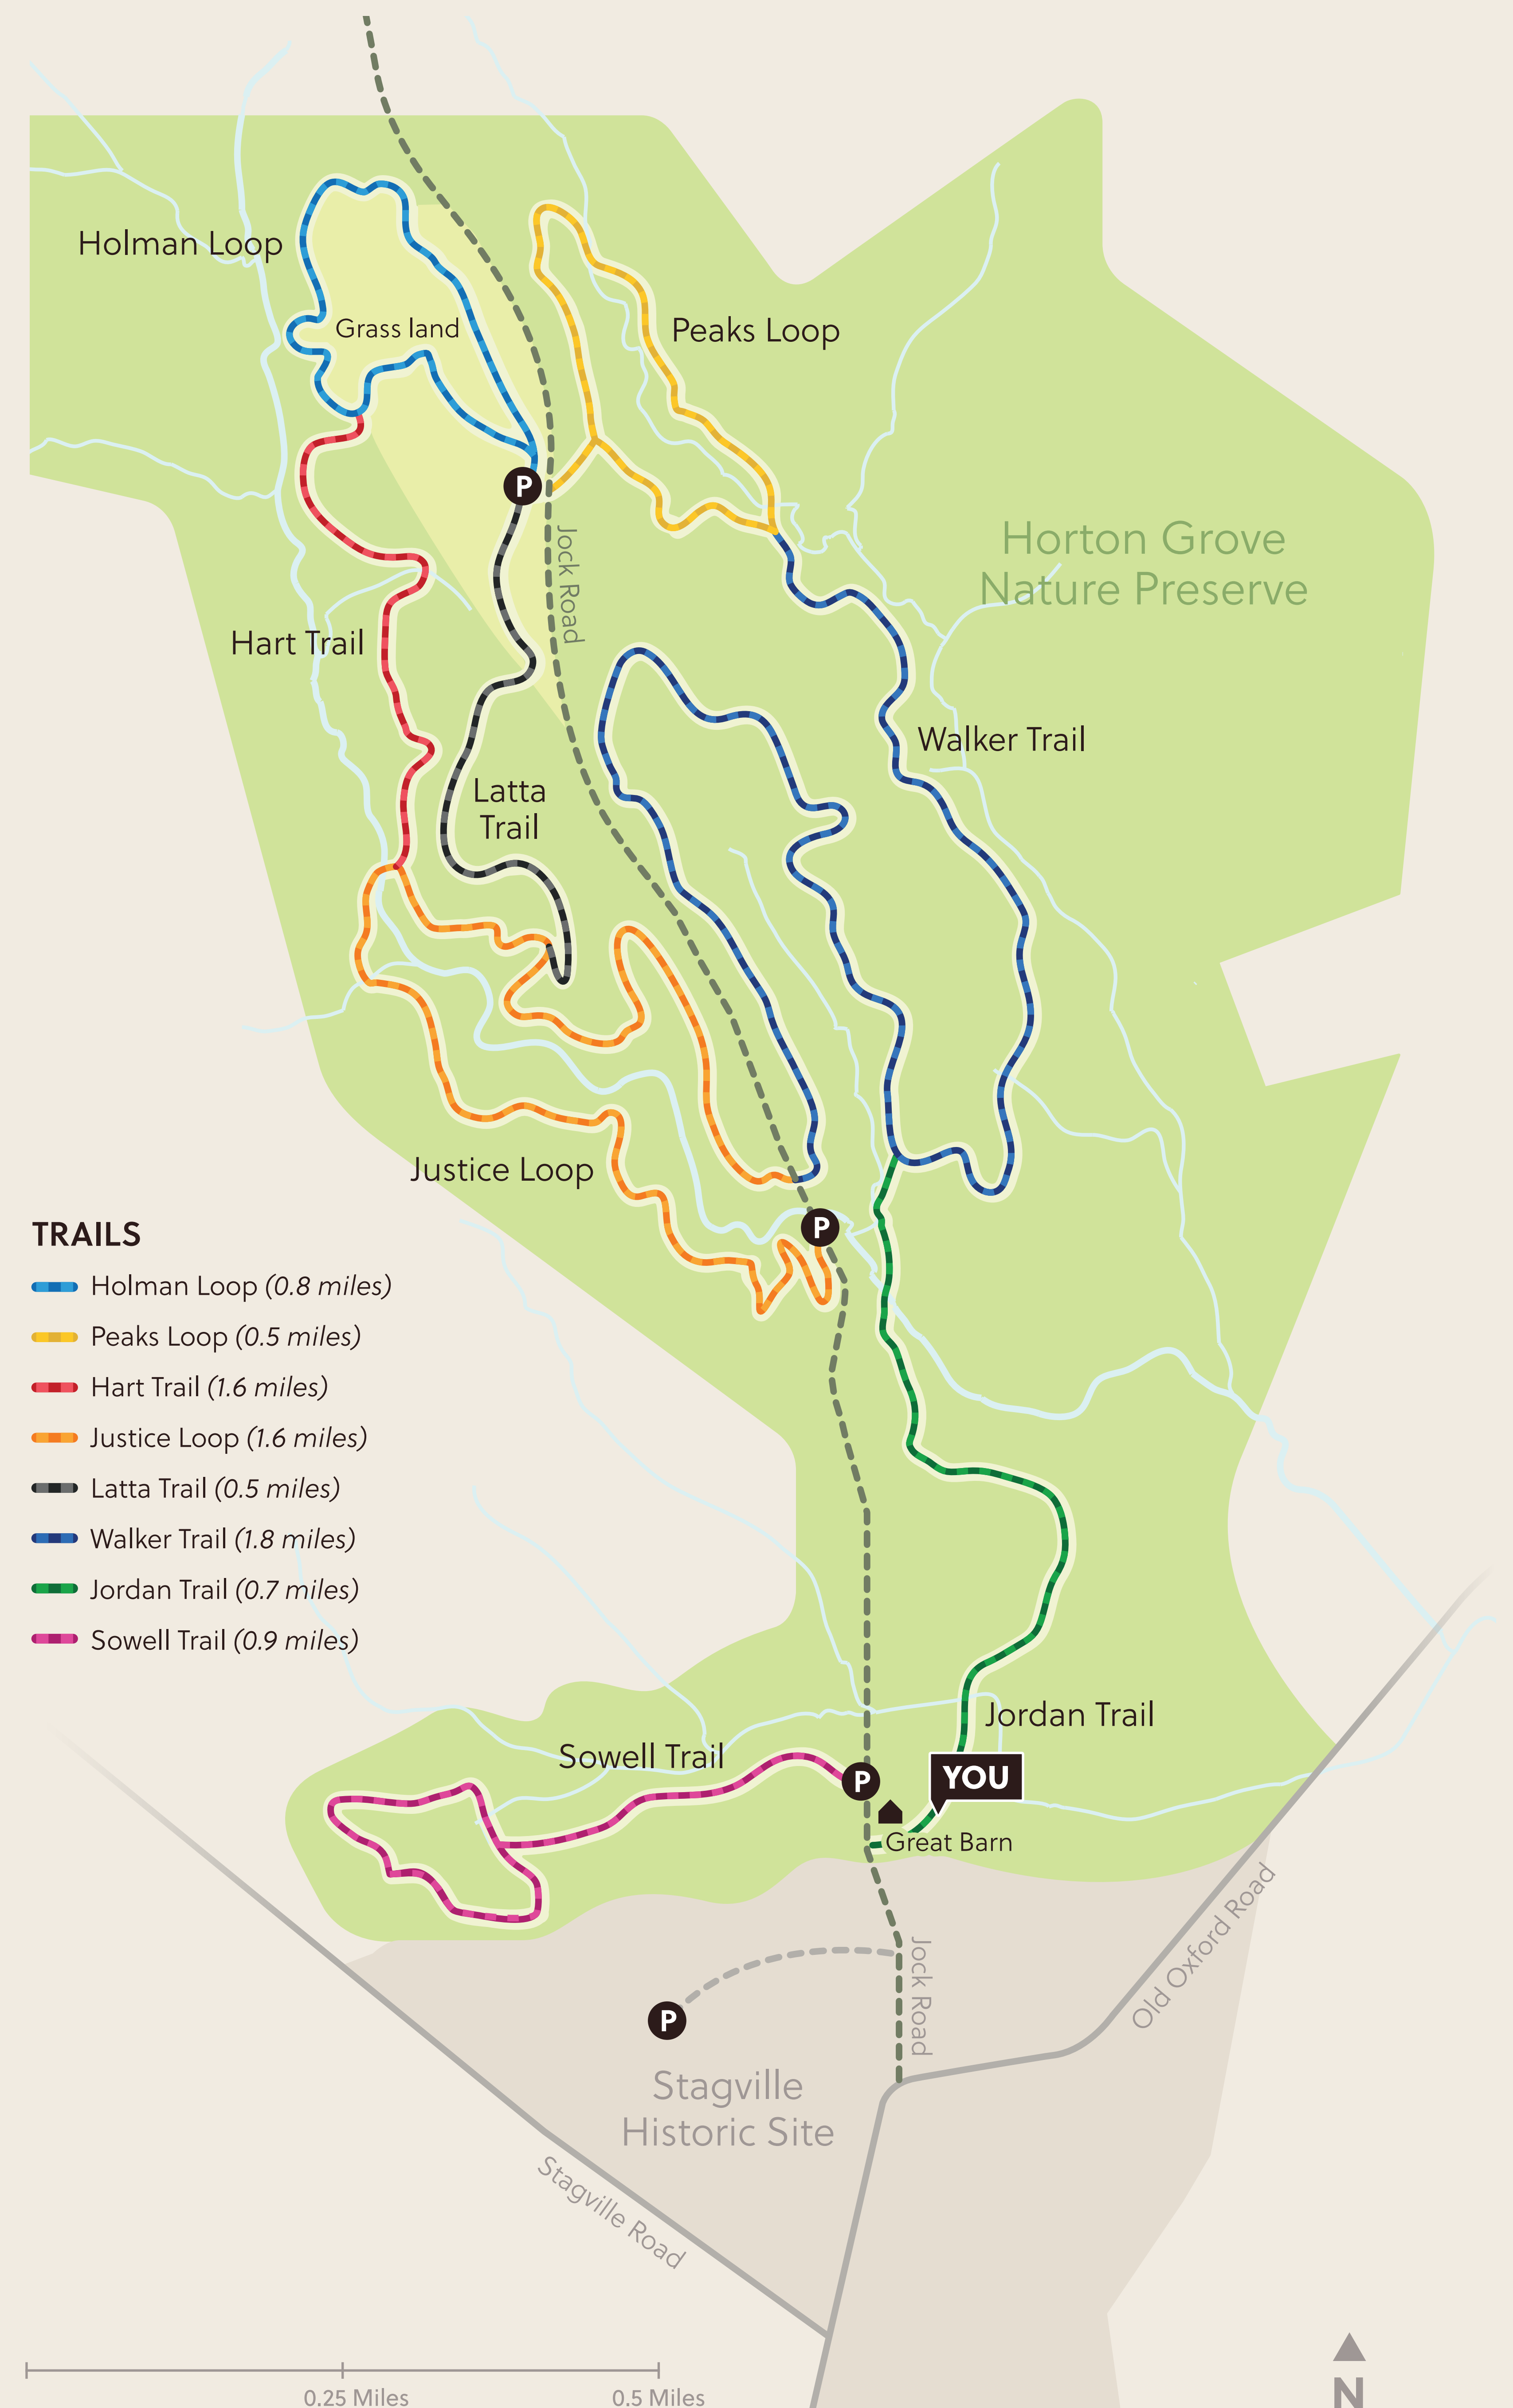 Holman Loop
Grass land
Peaks Loop
P
Jock Road
Horton Grove
Nature Preserve
Hart Trail
Walker Trail
Latta
Trail
Justice Loop
P
TRAILS
Holman Loop (0.8 miles)
Peaks Loop (0.5 miles)
Hart Trail (1.6 miles)
Justice Loop (1.6 miles)
Latta Trail (0.5 miles)
Walker Trail (1.8 miles)
Jordan Trail (0.7 miles)
Sowell Trail (0.9 miles)
Jordan Trail
Sowell Trail
P
YOU
Great Barn
Jock Road
Old Oxford Road
P
Stagville
Historic Site
Stagville Road
0.25 Miles
0.5 Miles
N